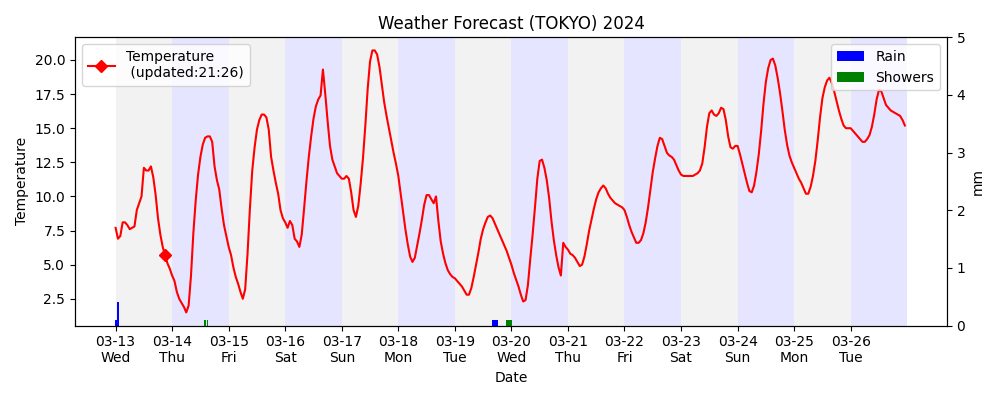 Weather Forecast (TOKYO) 2024
Temperature
(updated:21:26)
Rain
Showers
Temperature
20.0
17.5
15.0
12.5
10.0
7.5
5.0
2.5
5
4
3
2
1
0
mm
03-13 03-14 03-15 03-16 03-17 03-18 03-19 03-20 03-21 03-22 03-23 03-24 03-25 03-26
Wed Thu Fri Sat Sun Mon Tue Wed Thu Fri Sat Sun Mon Tue
Date